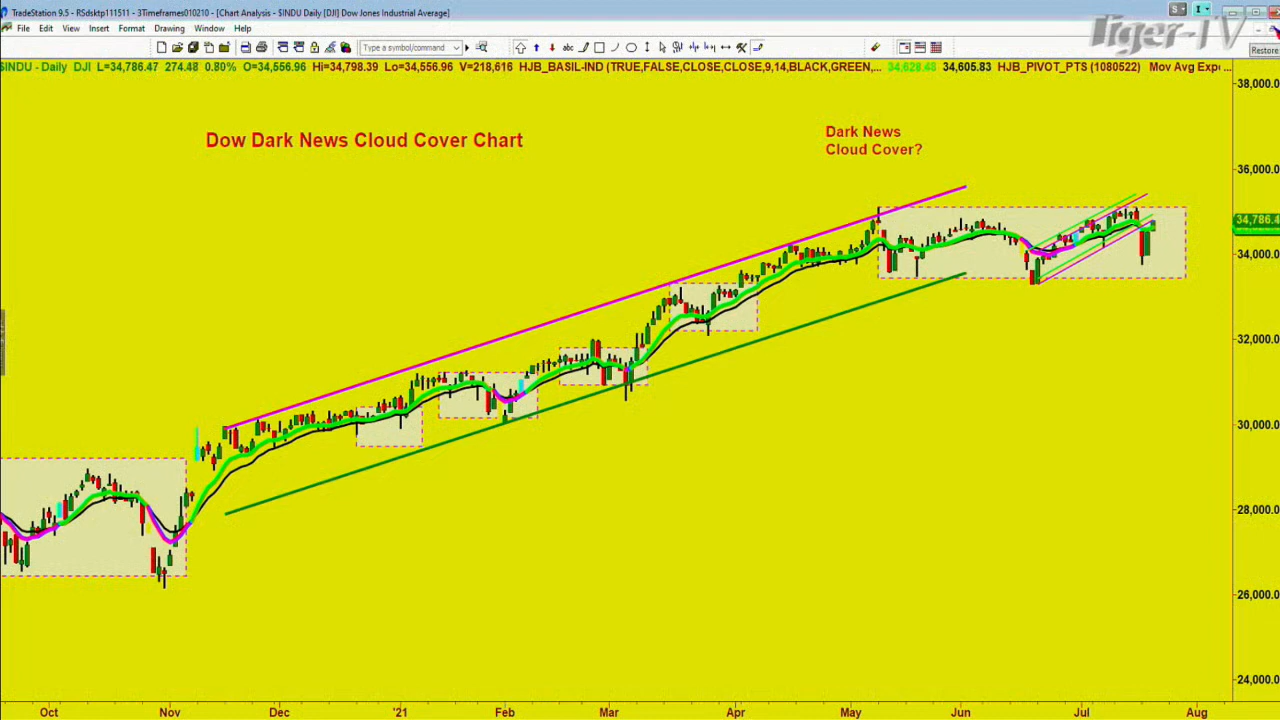 TradeStation 9.5 - RSdsktp111511 - 3Timeframes010210 - [Chart Analysis - $INDU Daily [DJI] Dow Jones Industrial Average]
S
I
Tiger-TV
File Edit View Insert Format Drawing Window Help
Type a symbol/command
abc
Restore
$INDU - Daily DJI L=34,786.47 274.48 0.80% O=34,556.96 Hi=34,798.39 Lo=34,556.96 V=218,616 HJB_BASIL-IND (TRUE,FALSE,CLOSE,CLOSE,9,14,BLACK,GREEN,... 34,628.48 34,605.83 HJB_PIVOT_PTS (1080522) Mov Avg Expo...
38,000.0
Dark News
Cloud Cover?
Dow Dark News Cloud Cover Chart
36,000.0
34,786.4
34,000.0
32,000.0
30,000.0
28,000.0
26,000.0
24,000.0
Oct Nov Dec '21 Feb Mar Apr May Jun Jul Aug